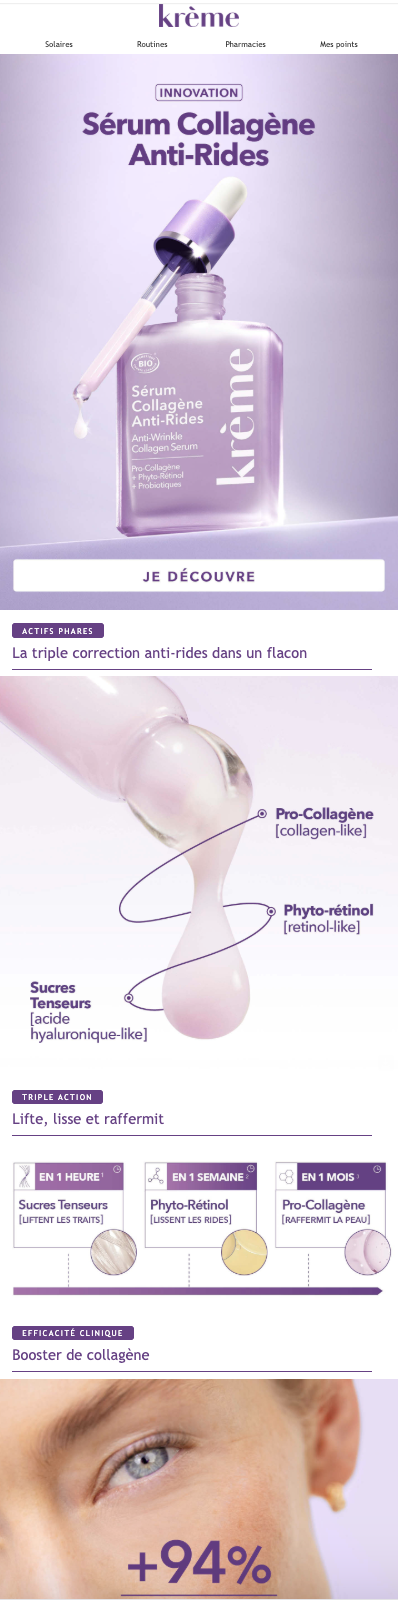 krème
Solaires Routines Pharmacies Mes points
INNOVATION
Sérum Collagène
Anti-Rides
BIO
Sérum
Collagène
Anti-Rides
Anti-Wrinkle
Collagen Serum
Pro-Collagène
+ Phyto-Rétinol
+ Probiotiques
krème
JE DÉCOUVRE
ACTIFS PHARES
La triple correction anti-rides dans un flacon
Pro-Collagène
[collagen-like]
Phyto-rétinol
[retinol-like]
Sucres
Tenseurs
[acide
hyaluronique-like]
TRIPLE ACTION
Lifte, lisse et raffermit
EN 1 HEURE¹
Sucres Tenseurs
[LIFTENT LES TRAITS]
EN 1 SEMAINE²
Phyto-Rétinol
[LISSENT LES RIDES]
EN 1 MOIS³
Pro-Collagène
[RAFFERMIT LA PEAU]
EFFICACITÉ CLINIQUE
Booster de collagène
+94%